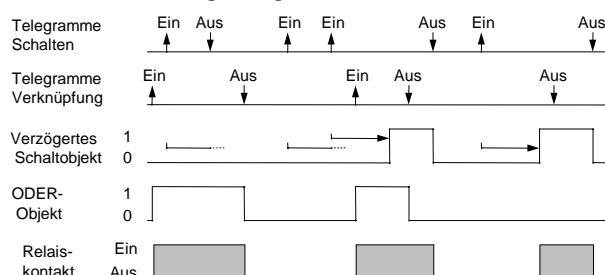 Telegramme Ein Aus Ein Ein Aus Ein Aus
Schalten
Telegramme Ein Aus Ein Aus Aus
Verknüpfung
Verzögertes 1
Schaltobjekt 0
ODER- 1
Objekt 0
Relais- Ein
kontakt Aus